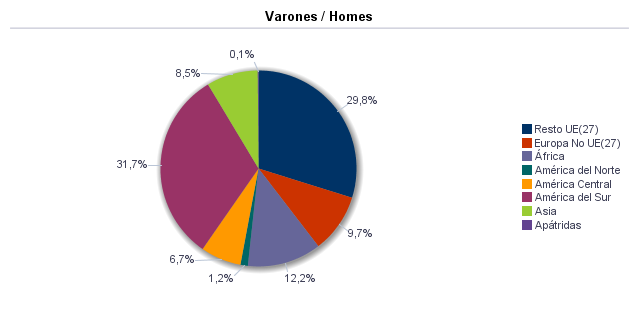 Varones / Homes
0,1%
8,5%
29,8%
31,7%
9,7%
6,7%
1,2%
12,2%
Resto UE(27)
Europa No UE(27)
África
América del Norte
América Central
América del Sur
Asia
Apátridas